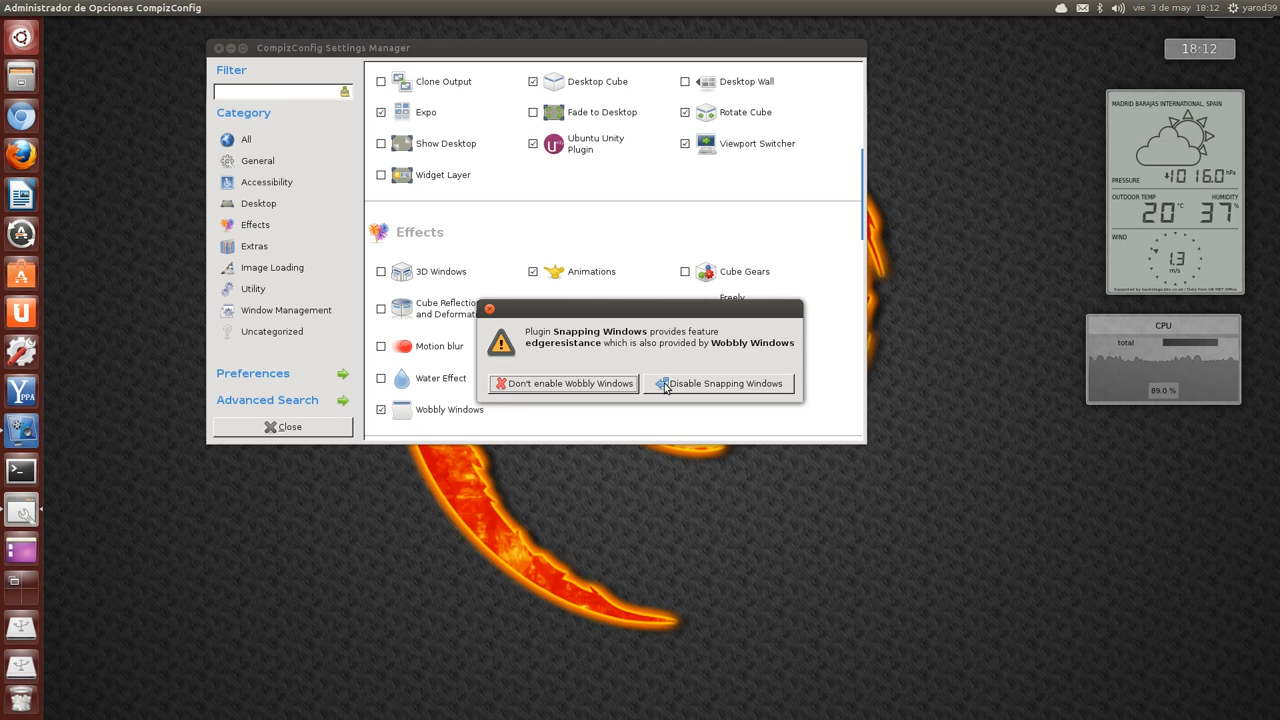 Administrador de Opciones CompizConfig
vie 3 de may 18:12
yarod39
CompizConfig Settings Manager
Filter
Category
All
General
Accessibility
Desktop
Effects
Extras
Image Loading
Utility
Window Management
Uncategorized
Preferences
Advanced Search
Close
Clone Output
Desktop Cube
Desktop Wall
Expo
Fade to Desktop
Rotate Cube
Show Desktop
Ubuntu Unity
Plugin
Viewport Switcher
Widget Layer
Effects
3D Windows
Animations
Cube Gears
Cube Reflection
and Deformat
Freely
Motion blur
Water Effect
Wobbly Windows
Plugin Snapping Windows provides feature
edgeresistance which is also provided by Wobbly Windows
Don't enable Wobbly Windows
Disable Snapping Windows
18:12
MADRID BARAJAS INTERNATIONAL, SPAIN
PRESSURE
1016.0 hPa
OUTDOOR TEMP
HUMIDITY
20 °C
37 %
WIND
1.3
m/s
CPU
total
89.0 %